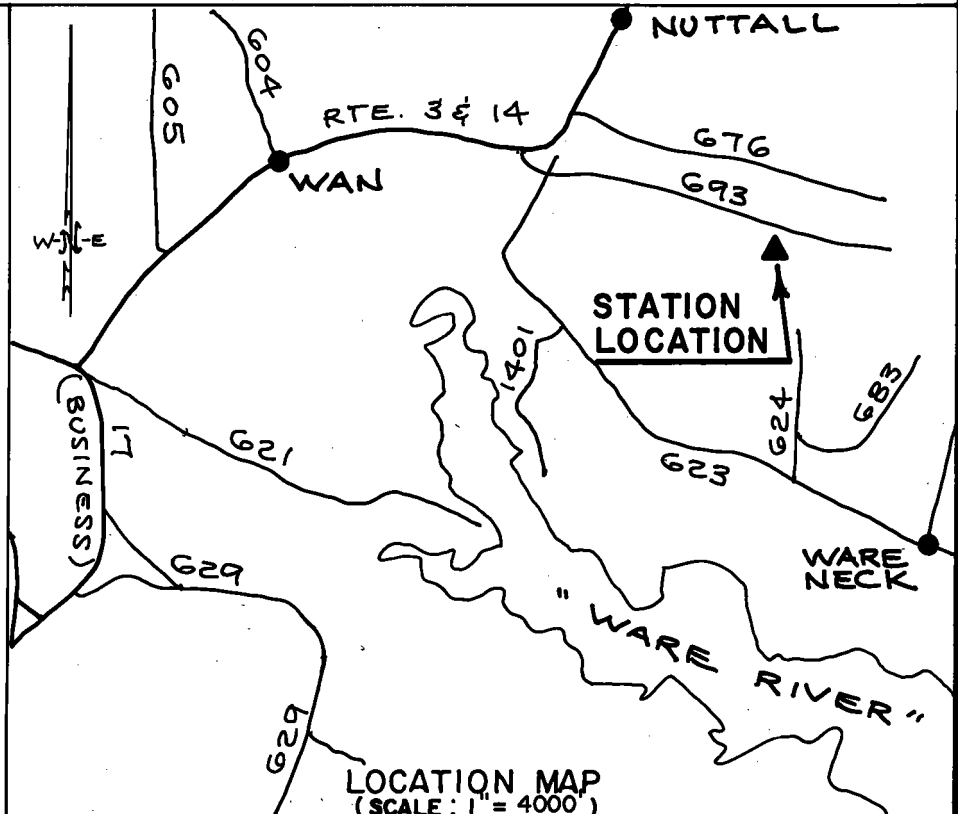 NUTTALL
604
605
RTE. 3 & 14
676
WAN
693
W-N-E
STATION
LOCATION
1401
683
624
17
(BUSINESS)
621
623
WARE
NECK
629
"WARE RIVER"
629
LOCATION MAP
(SCALE: 1" = 4000')